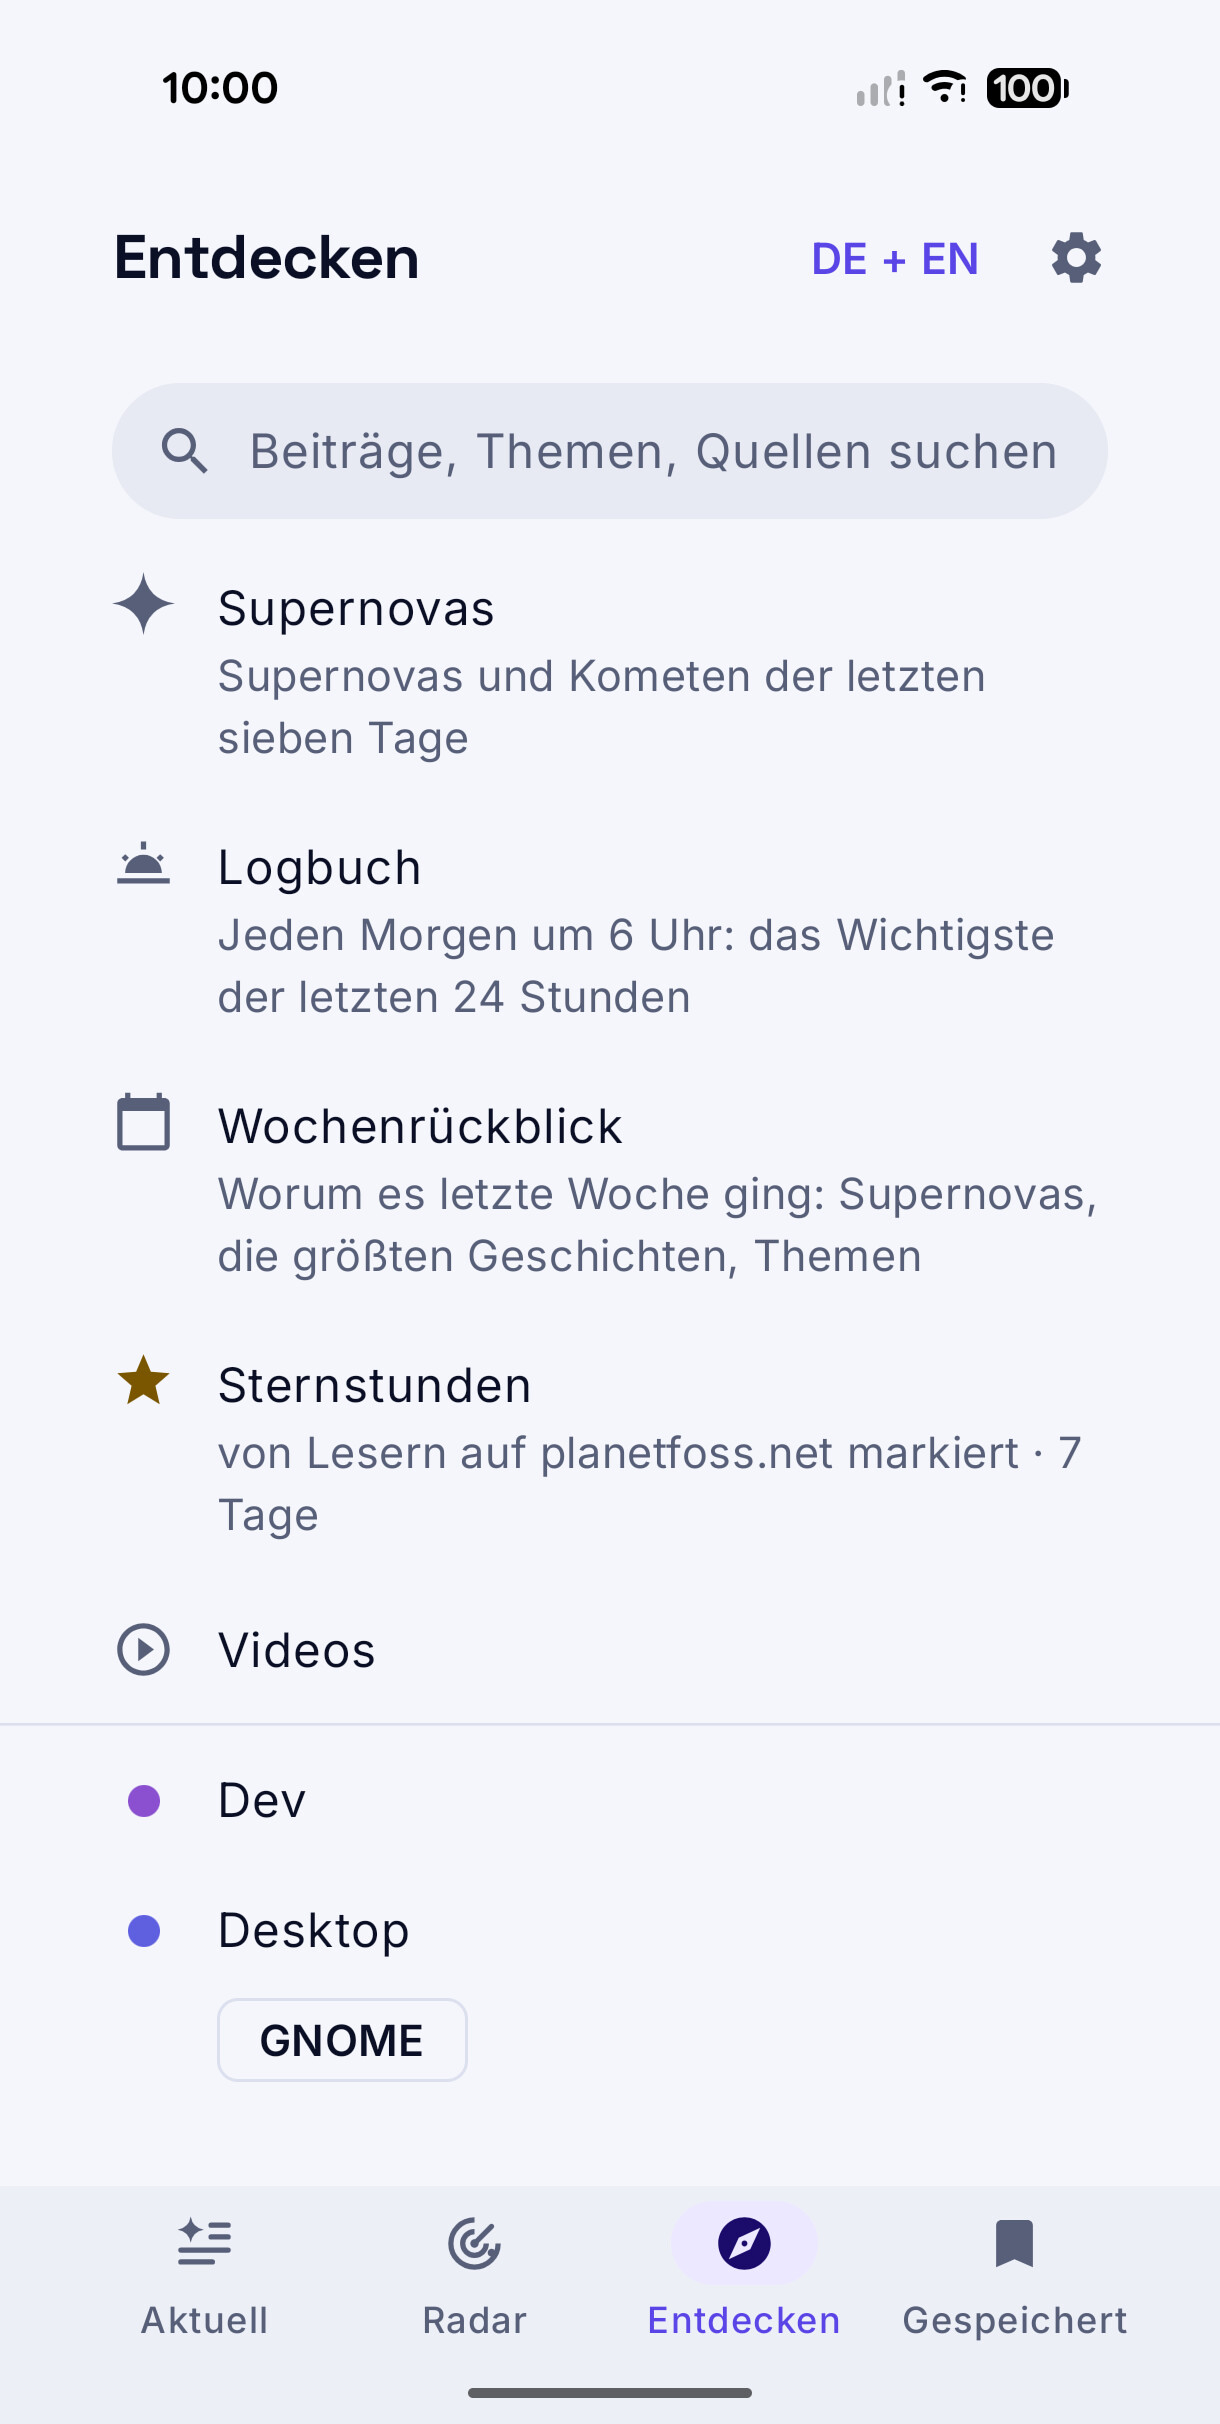 10:00
100
Entdecken
DE + EN
Beiträge, Themen, Quellen suchen
Supernovas
Supernovas und Kometen der letzten
sieben Tage
Logbuch
Jeden Morgen um 6 Uhr: das Wichtigste
der letzten 24 Stunden
Wochenrückblick
Worum es letzte Woche ging: Supernovas,
die größten Geschichten, Themen
Sternstunden
von Lesern auf planetfoss.net markiert · 7
Tage
Videos
Dev
Desktop
GNOME
Aktuell
Radar
Entdecken
Gespeichert